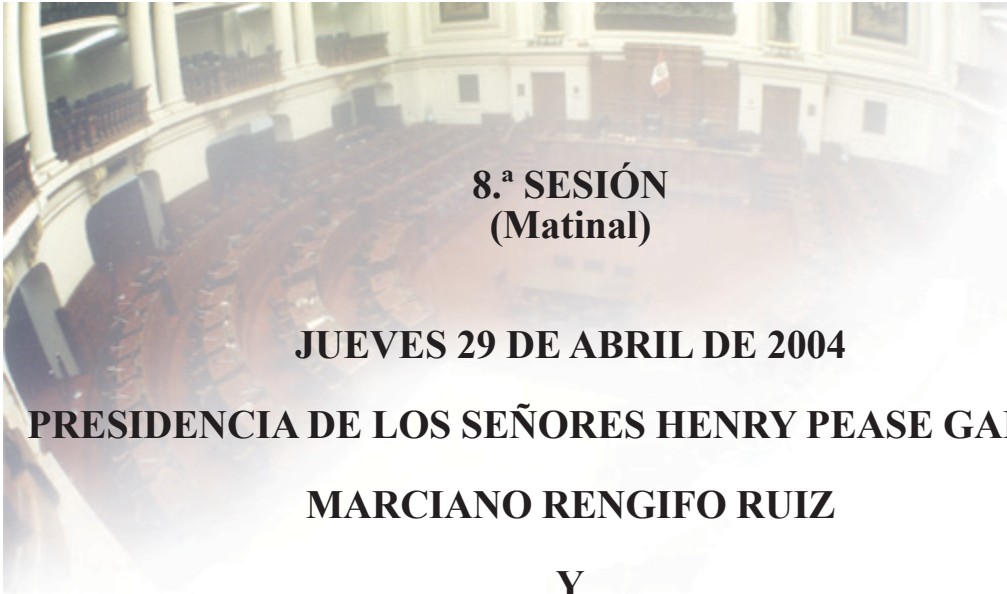 8.ª SESIÓN
(Matinal)
JUEVES 29 DE ABRIL DE 2004
PRESIDENCIA DE LOS SEÑORES HENRY PEASE
MARCIANO RENGIFO RUIZ
Y